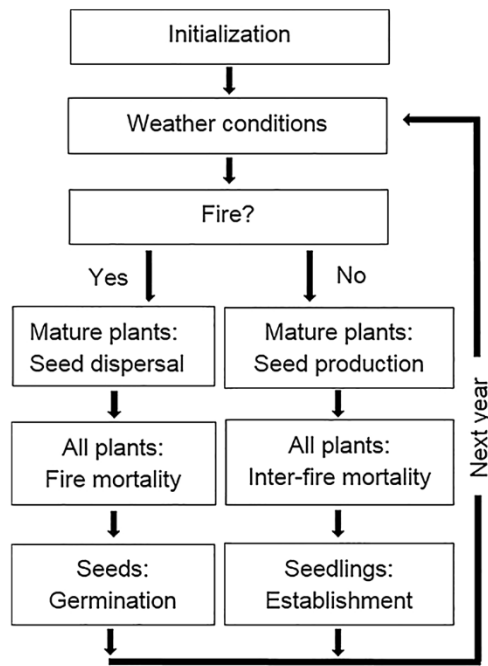 Initialization
Weather conditions
Fire?
Yes
No
Mature plants:
Seed dispersal
Mature plants:
Seed production
All plants:
Fire mortality
All plants:
Inter-fire mortality
Seeds:
Germination
Seedlings:
Establishment
Next year